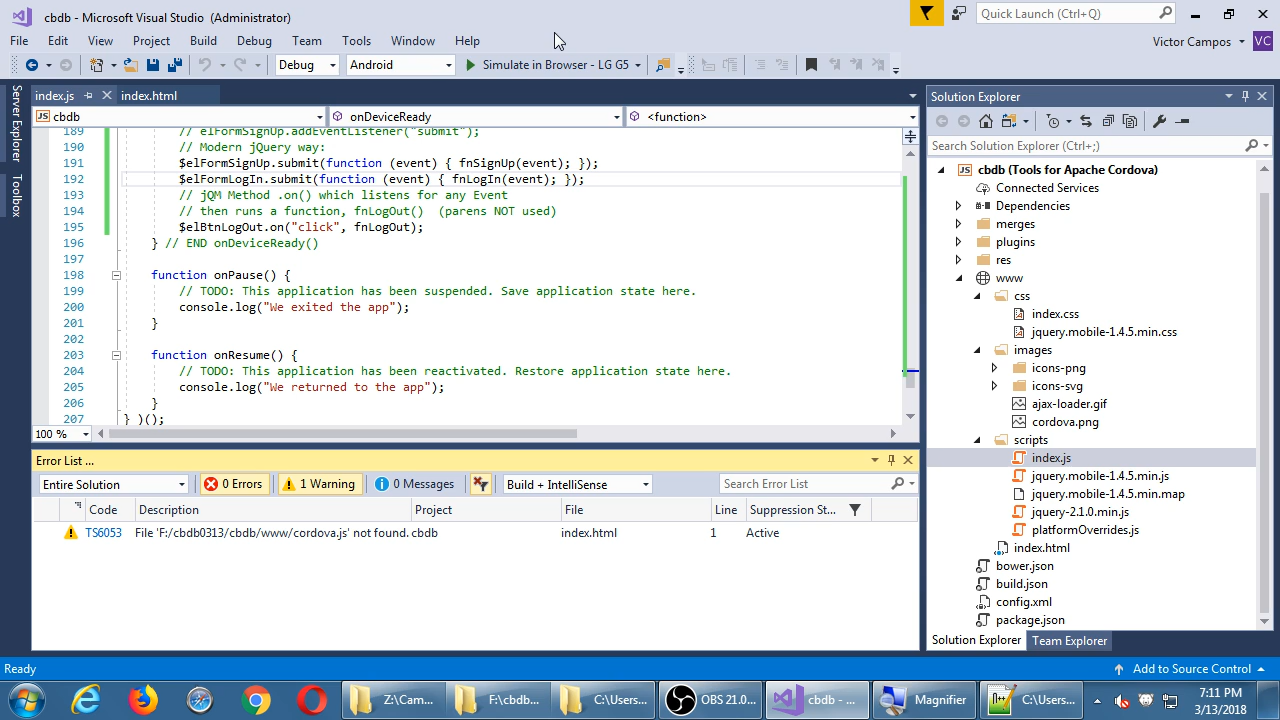 cbdb - Microsoft Visual Studio (Administrator)
Quick Launch (Ctrl+Q)
File Edit View Project Build Debug Team Tools Window Help
Victor Campos VC
Debug Android Simulate in Browser - LG G5
index.js index.html
cbdb onDeviceReady <function>
189 // elFormSignUp.addEventListener("submit");
190 // Modern jQuery way:
191 $elFormSignUp.submit(function (event) { fnSignUp(event); });
192 $elFormLogIn.submit(function (event) { fnLogIn(event); });
193 // jQM Method .on() which listens for any Event
194 // then runs a function, fnLogOut() (parens NOT used)
195 $elBtnLogOut.on("click", fnLogOut);
196 } // END onDeviceReady()
197
198 function onPause() {
199 // TODO: This application has been suspended. Save application state here.
200 console.log("We exited the app");
201 }
202
203 function onResume() {
204 // TODO: This application has been reactivated. Restore application state here.
205 console.log("We returned to the app");
206 }
207 } )();
100 %
Server Explorer
Toolbox
Error List ...
Entire Solution 0 Errors 1 Warning 0 Messages Build + IntelliSense Search Error List
Code Description Project File Line Suppression St...
TS6053 File 'F:/cbdb0313/cbdb/www/cordova.js' not found. cbdb index.html 1 Active
Solution Explorer
Search Solution Explorer (Ctrl+;)
cbdb (Tools for Apache Cordova)
Connected Services
Dependencies
merges
plugins
res
www
css
index.css
jquery.mobile-1.4.5.min.css
images
icons-png
icons-svg
ajax-loader.gif
cordova.png
scripts
index.js
jquery.mobile-1.4.5.min.js
jquery.mobile-1.4.5.min.map
jquery-2.1.0.min.js
platformOverrides.js
index.html
bower.json
build.json
config.xml
package.json
Solution Explorer Team Explorer
Ready Add to Source Control
Z:\Cam... F:\cbdb... C:\Users... OBS 21.0... cbdb - ... Magnifier C:\Users...
7:11 PM
3/13/2018